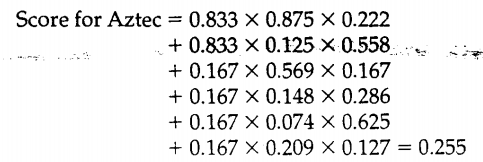 Score for Aztec = 0.833 × 0.875 × 0.222
+ 0.833 × 0.125 × 0.558
+ 0.167 × 0.569 × 0.167
+ 0.167 × 0.148 × 0.286
+ 0.167 × 0.074 × 0.625
+ 0.167 × 0.209 × 0.127 = 0.255